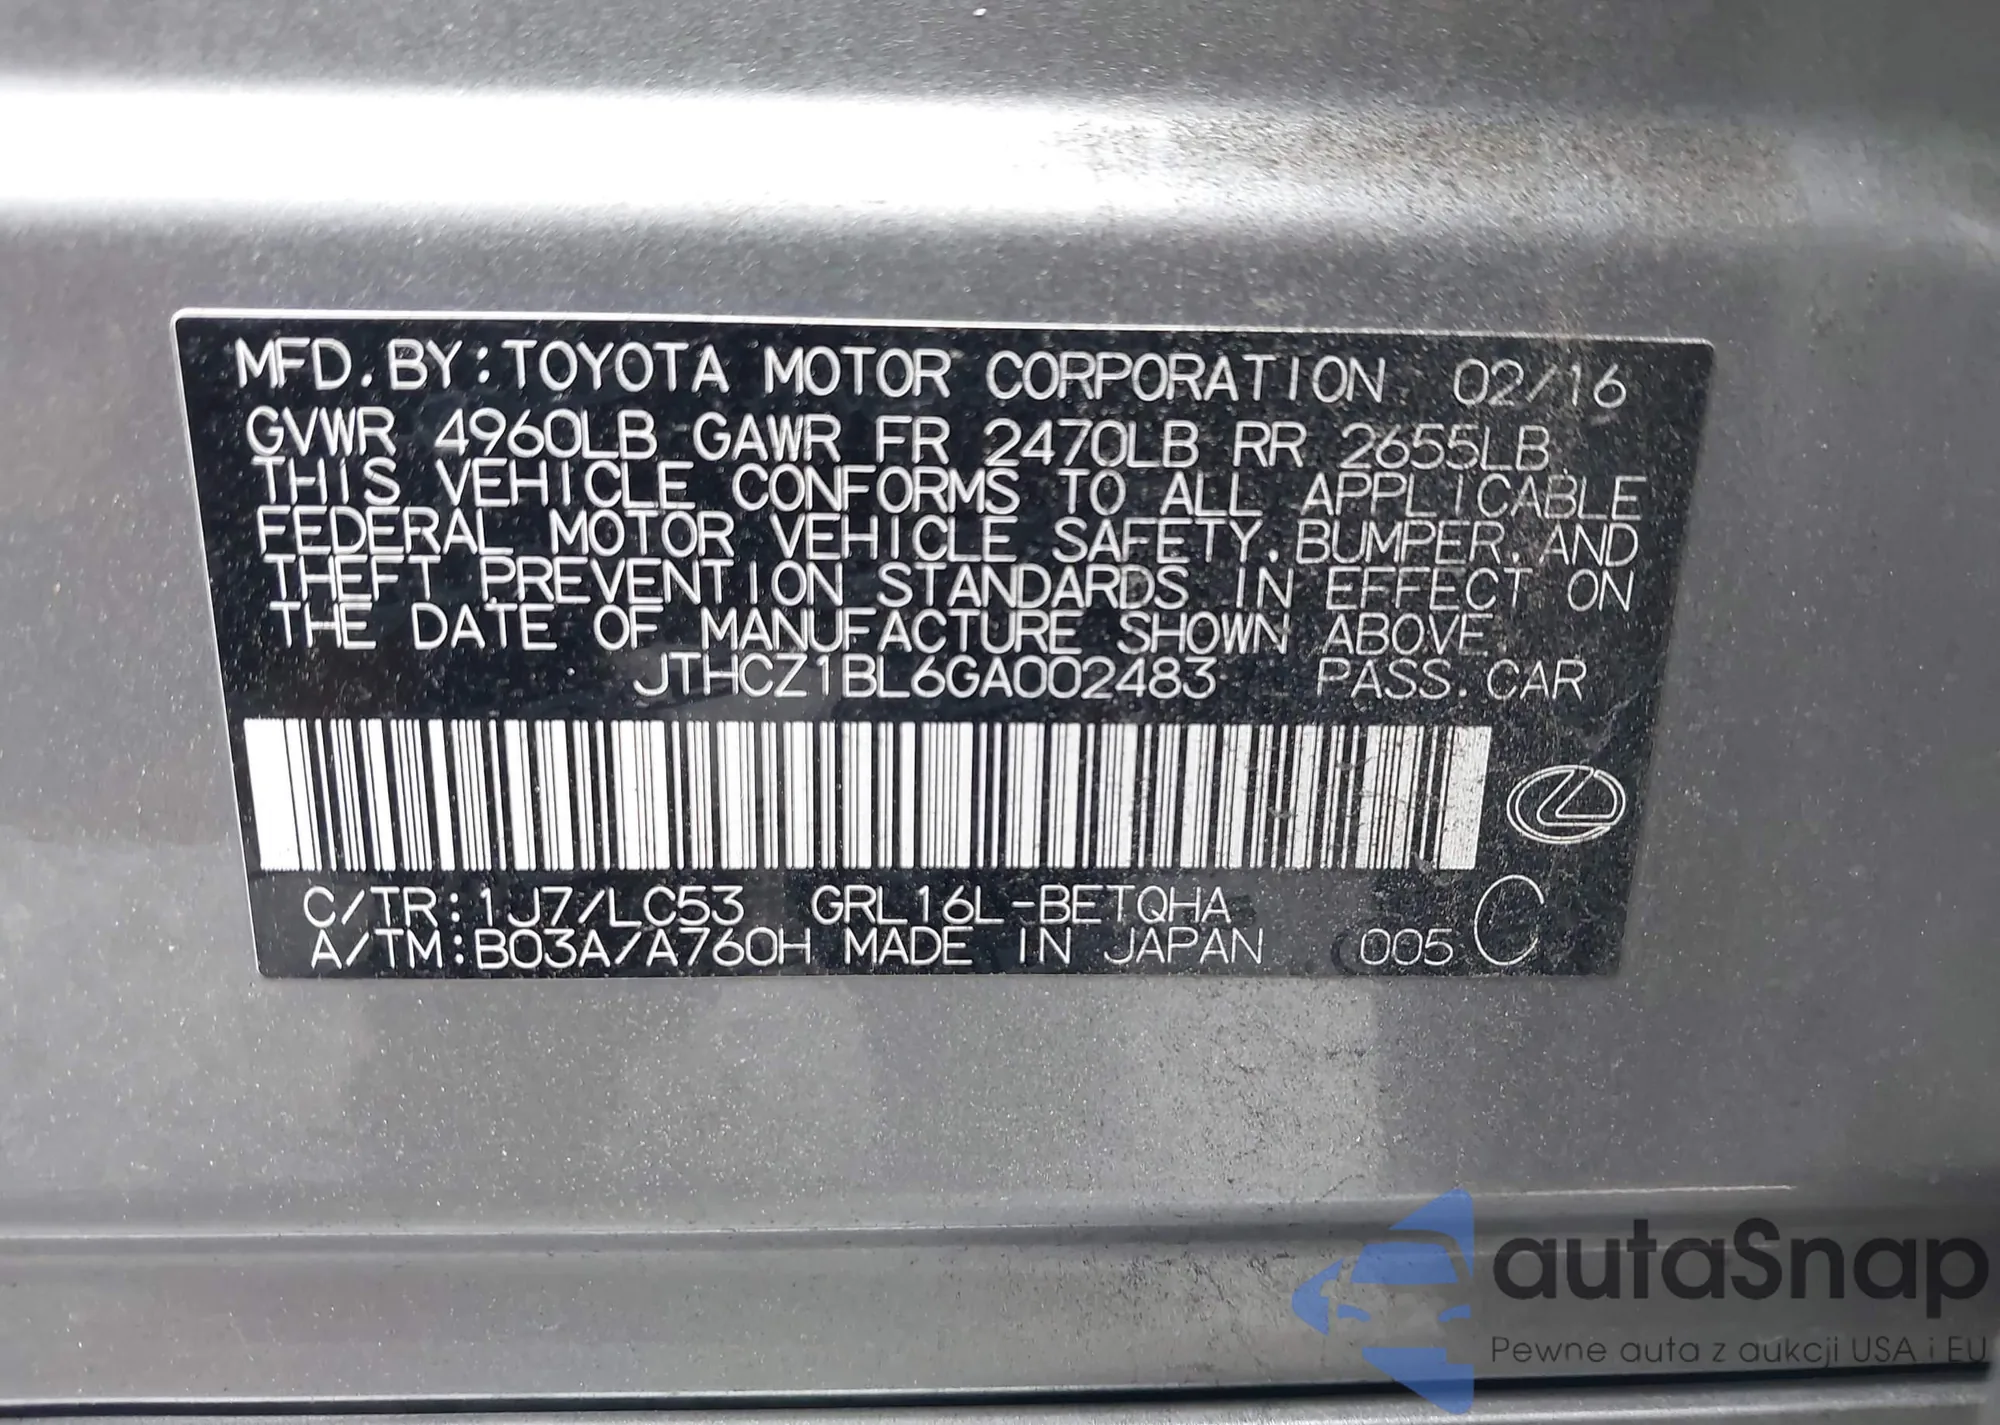 MFD.BY:TOYOTA MOTOR CORPORATION 02/16
GVWR 4960LB GAWR FR 2470LB RR 2655LB
THIS VEHICLE CONFORMS TO ALL APPLICABLE
FEDERAL MOTOR VEHICLE SAFETY, BUMPER, AND
THEFT PREVENTION STANDARDS IN EFFECT ON
THE DATE OF MANUFACTURE SHOWN ABOVE.
JTHCZ1BL6GA002483 PASS. CAR
C/TR:1J7/LC53 GRL16L-BETQHA
A/TM:B03A/A760H MADE IN JAPAN 005 C
autaSnap
Pewne auta z aukcji USA i EU